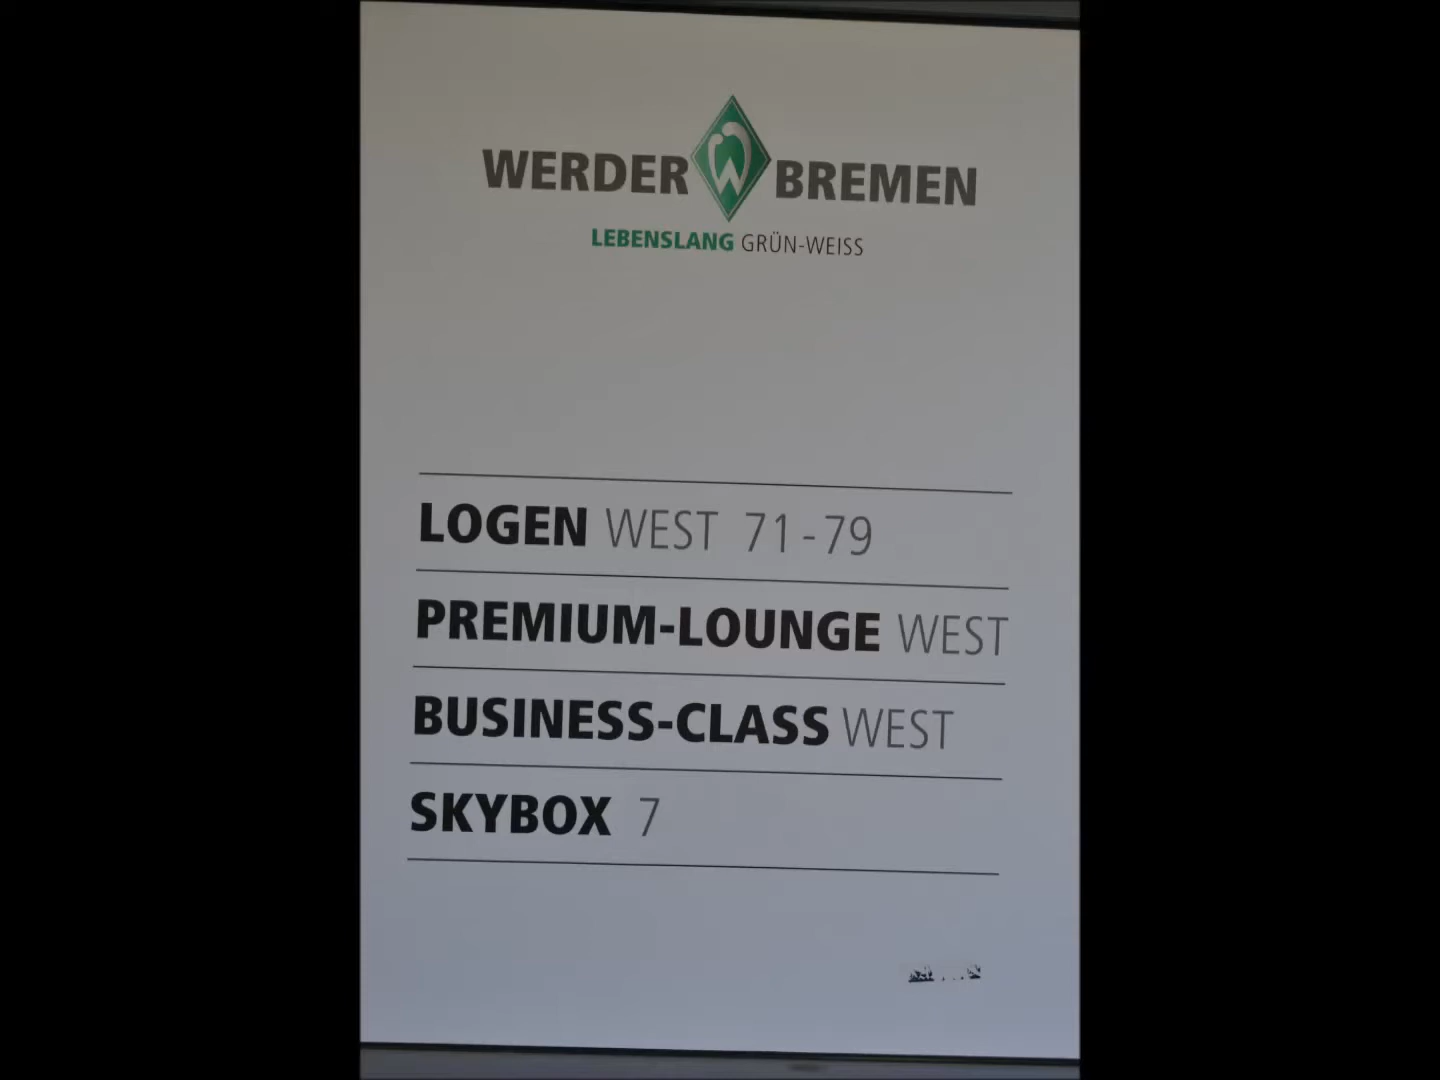 WERDER BREMEN
LEBENSLANG GRÜN-WEISS
LOGEN WEST 71-79
PREMIUM-LOUNGE WEST
BUSINESS-CLASS WEST
SKYBOX 7